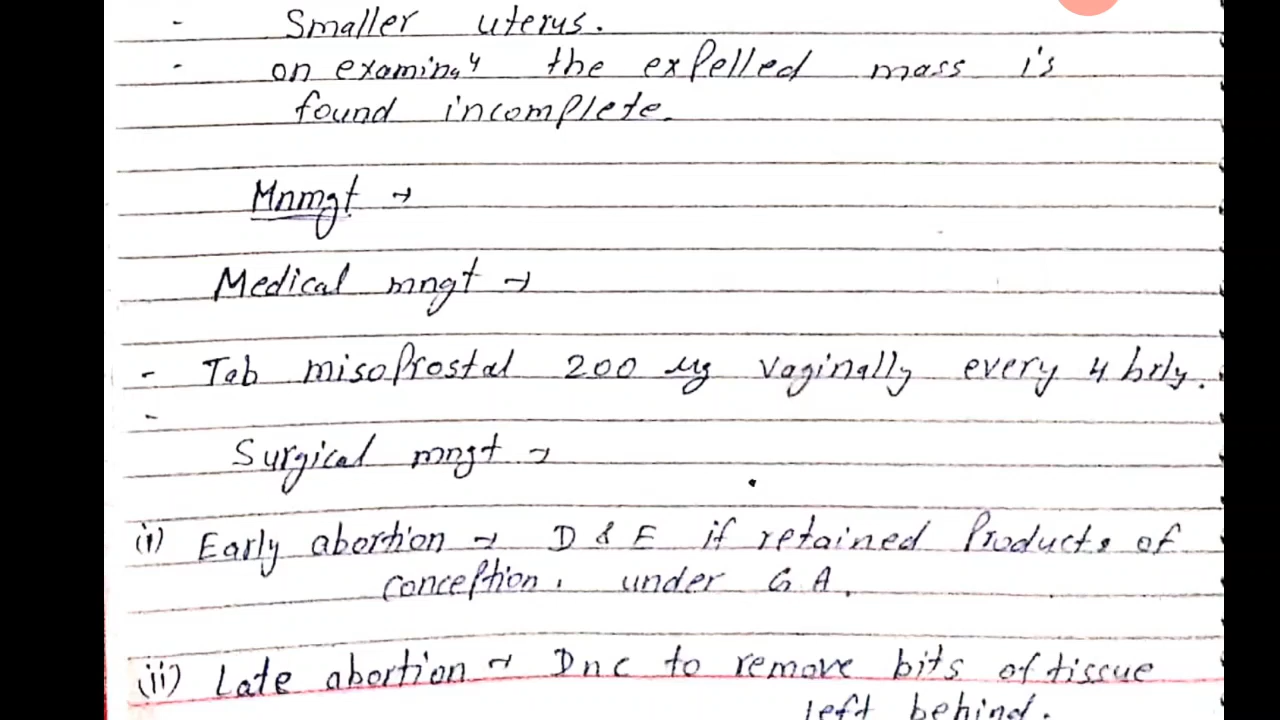 - Smaller uterus.
- on examinⁿ the expelled mass is
found incomplete.
Mnmgt →
Medical mngt →
- Tab misoprostal 200 μg vaginally every 4 hrly.
-
Surgical mngt →
(i) Early abortion → D & E if retained Products of
conception. under G A.
(ii) Late abortion → Dnc to remove bits of tissue
left behind.